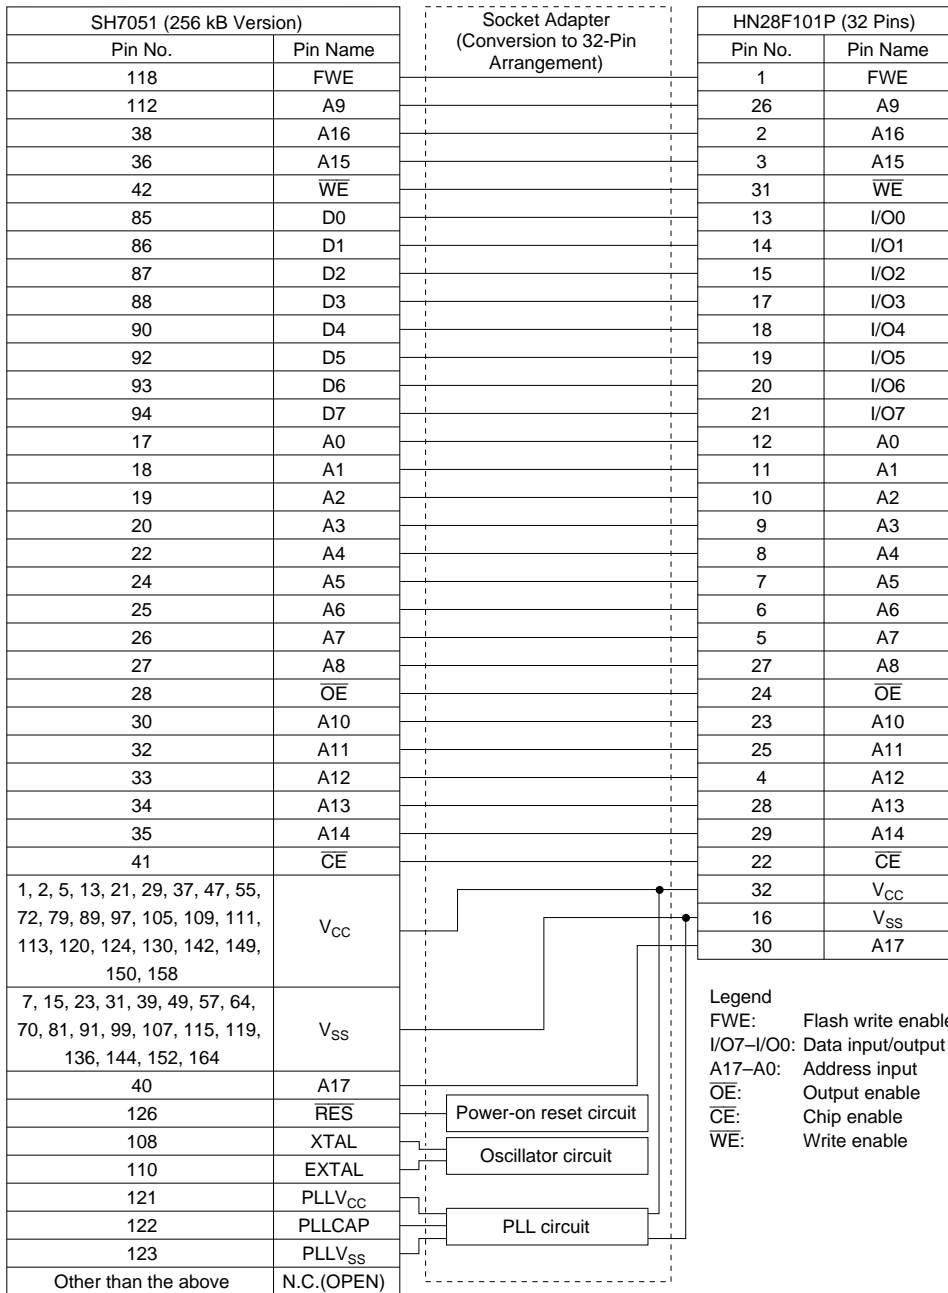 SH7051 (256 kB Version)
Socket Adapter
(Conversion to 32-Pin
Arrangement)
HN28F101P (32 Pins)
Pin No. Pin Name Pin No. Pin Name
118 FWE 1 FWE
112 A9 26 A9
38 A16 2 A16
36 A15 3 A15
42 W̅E̅ 31 W̅E̅
85 D0 13 I/O0
86 D1 14 I/O1
87 D2 15 I/O2
88 D3 17 I/O3
90 D4 18 I/O4
92 D5 19 I/O5
93 D6 20 I/O6
94 D7 21 I/O7
17 A0 12 A0
18 A1 11 A1
19 A2 10 A2
20 A3 9 A3
22 A4 8 A4
24 A5 7 A5
25 A6 6 A6
26 A7 5 A7
27 A8 27 A8
28 O̅E̅ 24 O̅E̅
30 A10 23 A10
32 A11 25 A11
33 A12 4 A12
34 A13 28 A13
35 A14 29 A14
41 C̅E̅ 22 C̅E̅
1, 2, 5, 13, 21, 29, 37, 47, 55,
72, 79, 89, 97, 105, 109, 111,
113, 120, 124, 130, 142, 149,
150, 158
VCC
32 VCC
16 VSS
30 A17
7, 15, 23, 31, 39, 49, 57, 64,
70, 81, 91, 99, 107, 115, 119,
136, 144, 152, 164
VSS
40 A17
126 R̅E̅S̅ Power-on reset circuit
108 XTAL
Oscillator circuit
110 EXTAL
121 PLLVCC
122 PLLCAP PLL circuit
123 PLLVSS
Other than the above N.C.(OPEN)
Legend
FWE: Flash write enable
I/O7–I/O0: Data input/output
A17–A0: Address input
O̅E̅: Output enable
C̅E̅: Chip enable
W̅E̅: Write enable